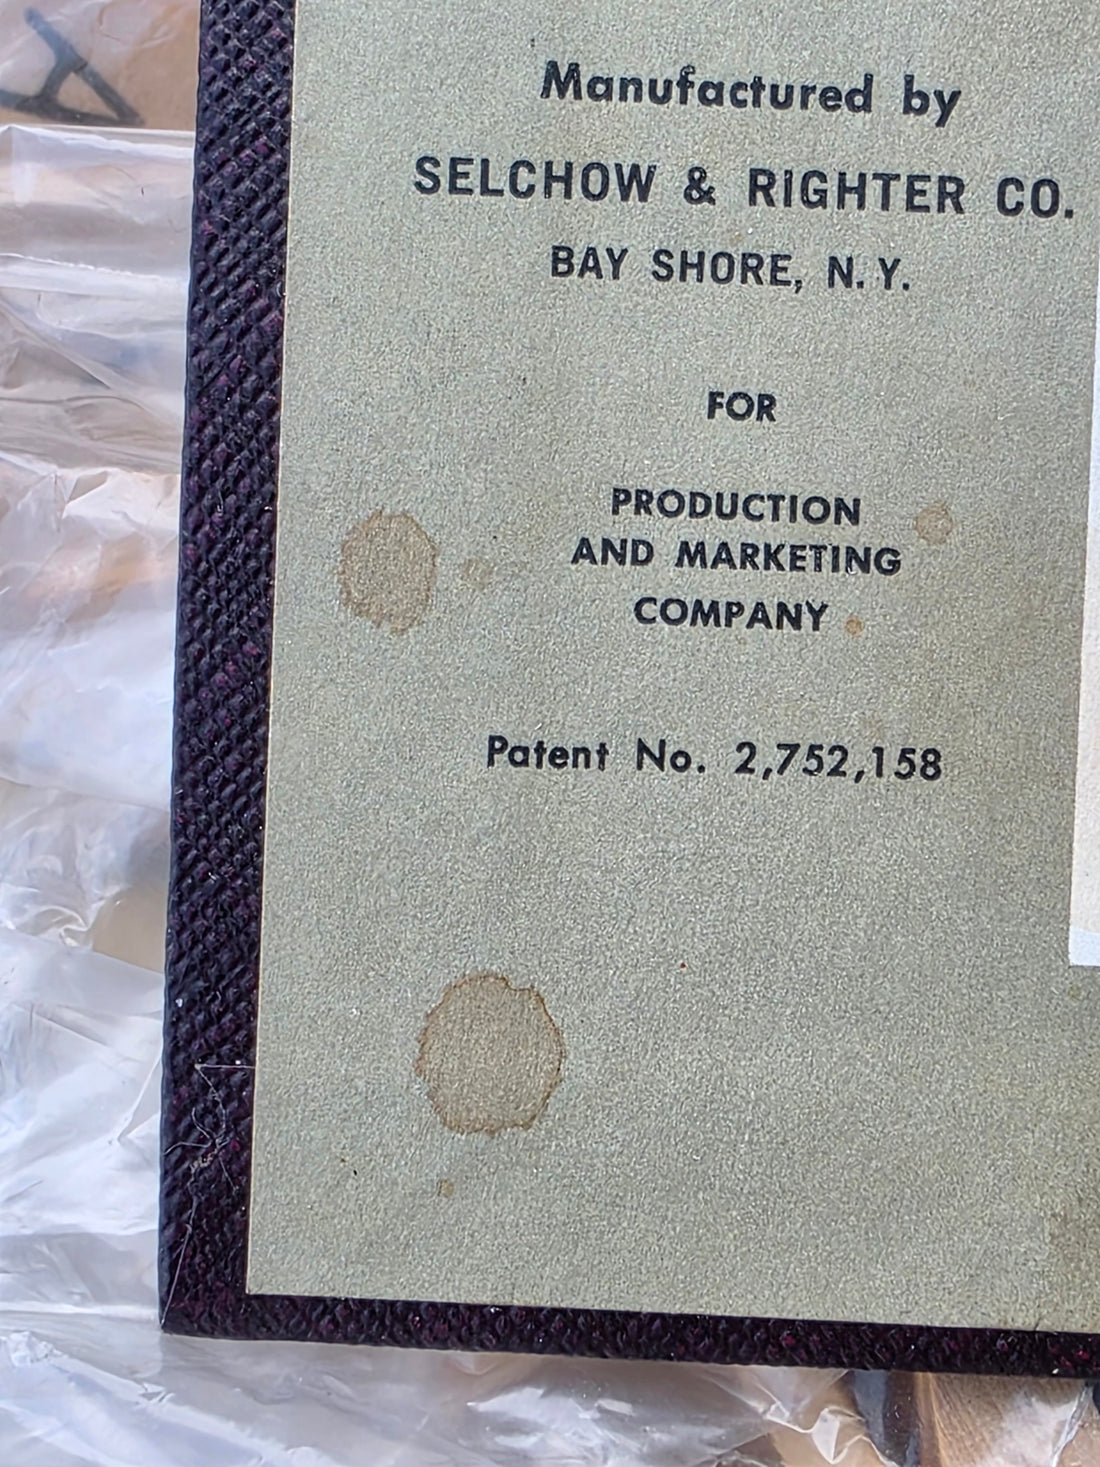 Manufactured by
SELCHOW & RIGHTER CO.
BAY SHORE, N. Y.
FOR
PRODUCTION
AND MARKETING
COMPANY
Patent No. 2,752,158